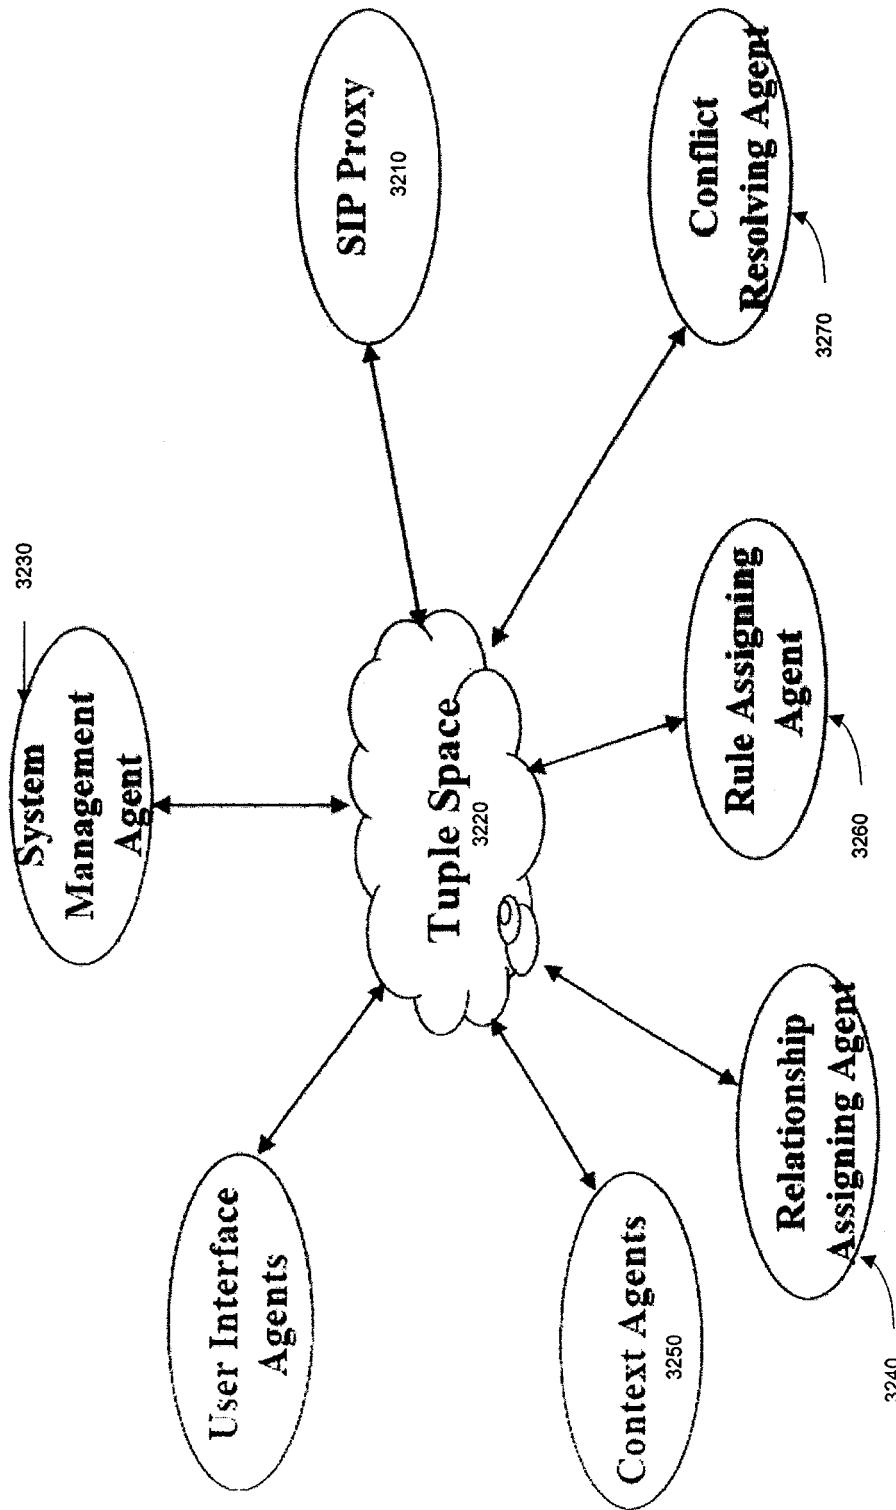 System
Management
Agent
3230
User Interface
Agents
SIP Proxy
3210
Tuple Space
3220
Context Agents
3250
Conflict
Resolving Agent
3270
Rule Assigning
Agent
3260
Relationship
Assigning Agent
3240